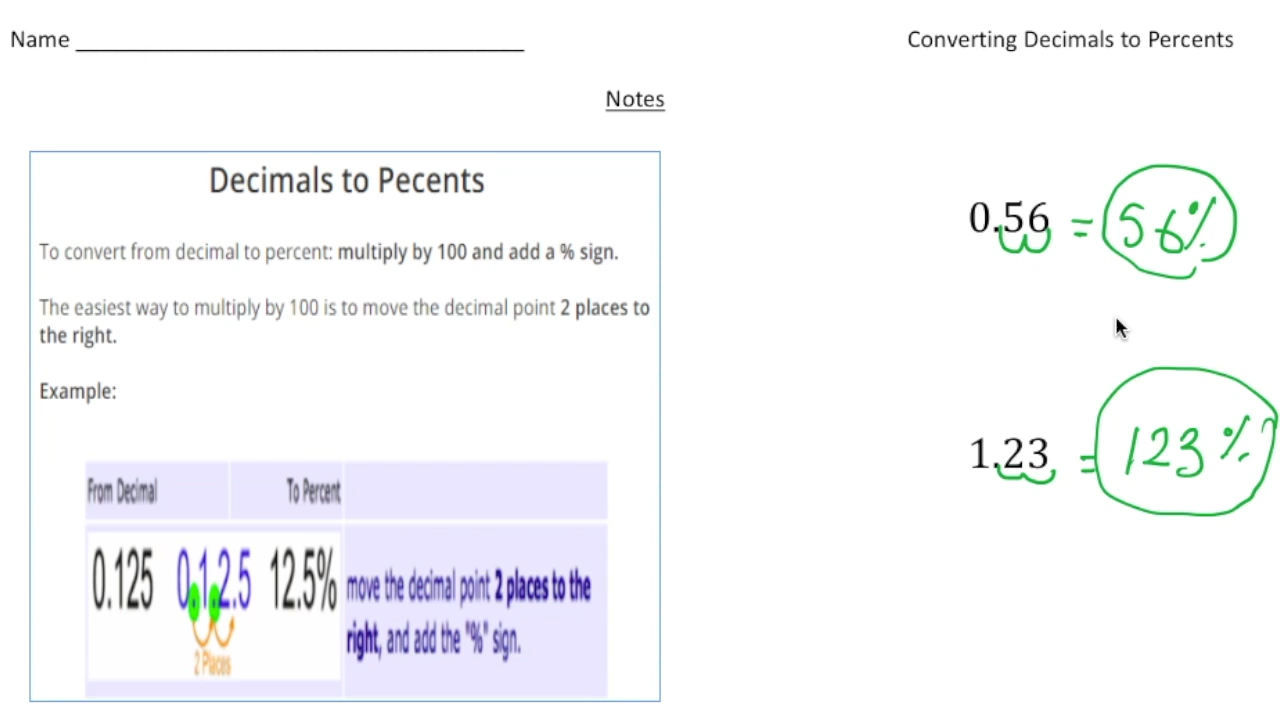 Name
Converting Decimals to Percents
Notes
Decimals to Pecents
To convert from decimal to percent: multiply by 100 and add a % sign.
The easiest way to multiply by 100 is to move the decimal point 2 places to
the right.
Example:
From Decimal To Percent
0.125 0.1.2.5 12.5%
2 Places
move the decimal point 2 places to the
right, and add the "%" sign.
0.56 = 56%
1.23 = 123%